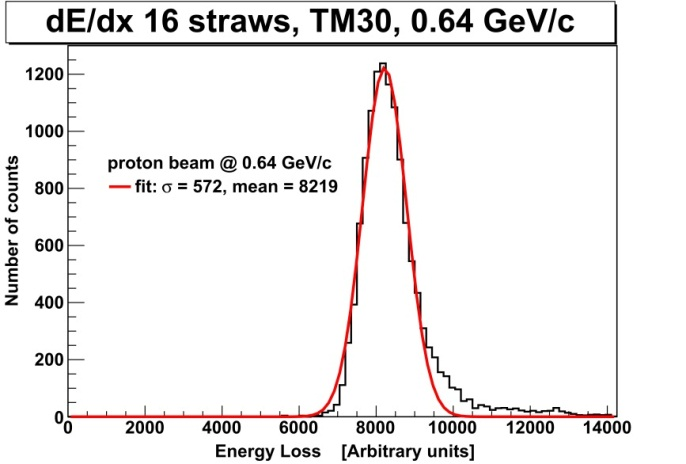 dE/dx 16 straws, TM30, 0.64 GeV/c
Number of counts
1200
1000
800
600
400
200
0
proton beam @ 0.64 GeV/c
fit: σ = 572, mean = 8219
0 2000 4000 6000 8000 10000 12000 14000
Energy Loss [Arbitrary units]